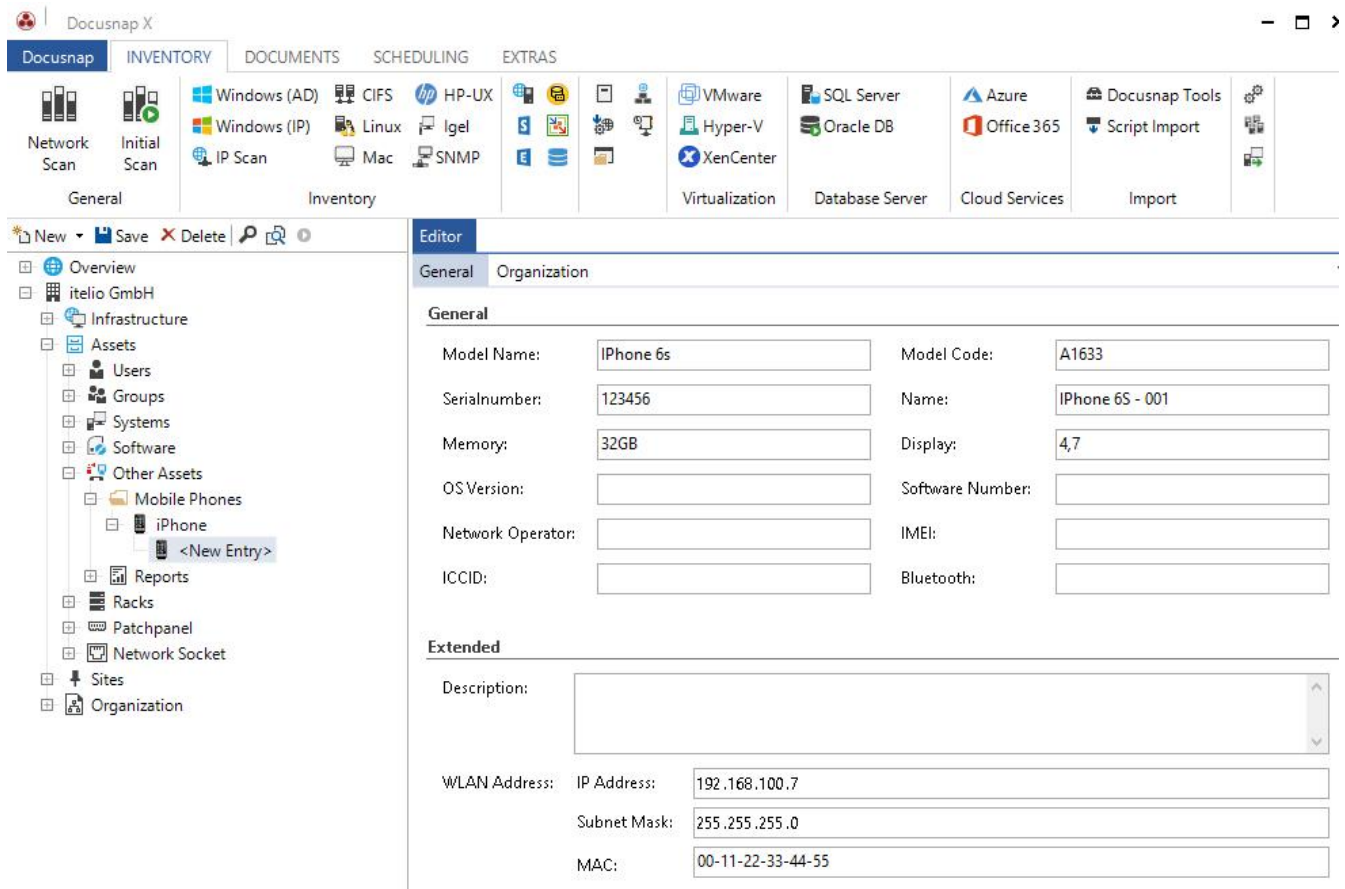 Docusnap X
Docusnap INVENTORY DOCUMENTS SCHEDULING EXTRAS
Network Scan
Initial Scan
General
Windows (AD) CIFS HP-UX
Windows (IP) Linux Igel
IP Scan Mac SNMP
Inventory
VMware
Hyper-V
XenCenter
Virtualization
SQL Server
Oracle DB
Database Server
Azure
Office 365
Cloud Services
Docusnap Tools
Script Import
Import
New Save Delete
Overview
itelio GmbH
Infrastructure
Assets
Users
Groups
Systems
Software
Other Assets
Mobile Phones
iPhone
<New Entry>
Reports
Racks
Patchpanel
Network Socket
Sites
Organization
Editor
General Organization
General
Model Name: IPhone 6s Model Code: A1633
Serialnumber: 123456 Name: IPhone 6S - 001
Memory: 32GB Display: 4,7
OS Version: Software Number:
Network Operator: IMEI:
ICCID: Bluetooth:
Extended
Description:
WLAN Address: IP Address: 192.168.100.7
Subnet Mask: 255.255.255.0
MAC: 00-11-22-33-44-55